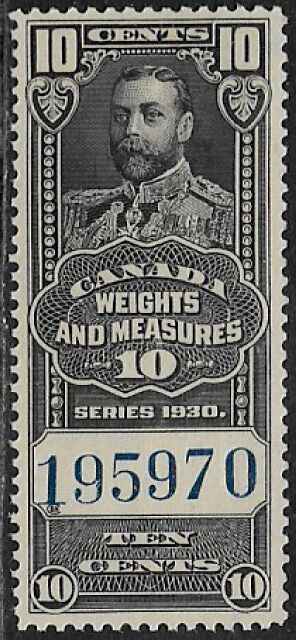 10 CENTS 10
CANADA
WEIGHTS
AND MEASURES
10
SERIES 1930.
195970
TEN
10 CENTS 10